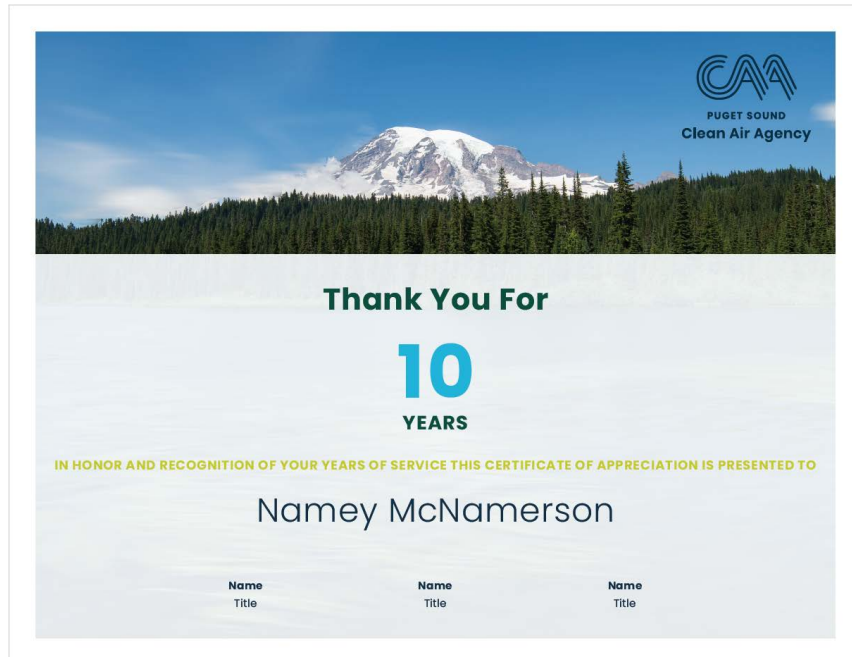 CAA
PUGET SOUND
Clean Air Agency
Thank You For
10
YEARS
IN HONOR AND RECOGNITION OF YOUR YEARS OF SERVICE THIS CERTIFICATE OF APPRECIATION IS PRESENTED TO
Namey McNamerson
Name Name Name
Title Title Title